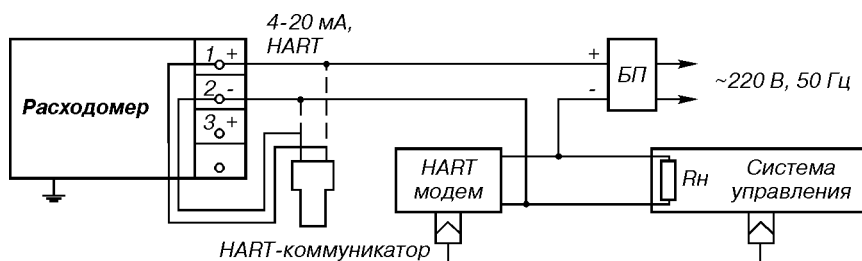 4-20 мА,
HART
1 +
2 -
3 +
Расходомер
+
-
БП
~220 В, 50 Гц
HART
модем
Rн
Система
управления
HART-коммуникатор